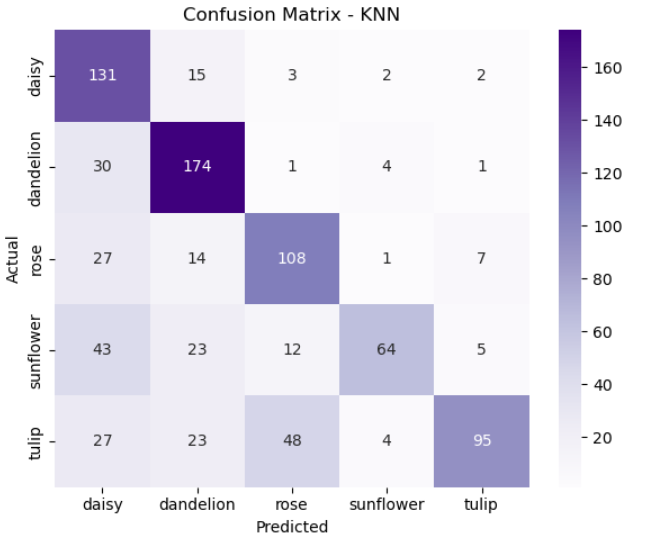 Confusion Matrix - KNN
daisy 131 15 3 2 2
dandelion 30 174 1 4 1
rose 27 14 108 1 7
sunflower 43 23 12 64 5
tulip 27 23 48 4 95
daisy dandelion rose sunflower tulip
Predicted
Actual
160
140
120
100
80
60
40
20